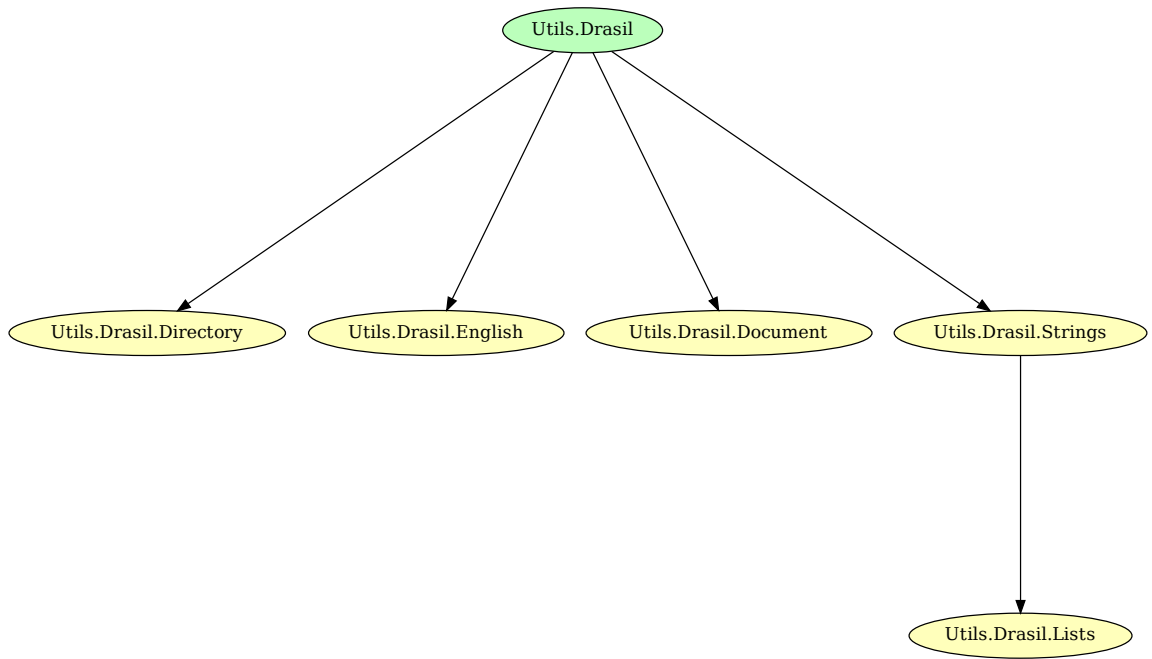 Utils.Drasil
Utils.Drasil.Directory
Utils.Drasil.English
Utils.Drasil.Document
Utils.Drasil.Strings
Utils.Drasil.Lists